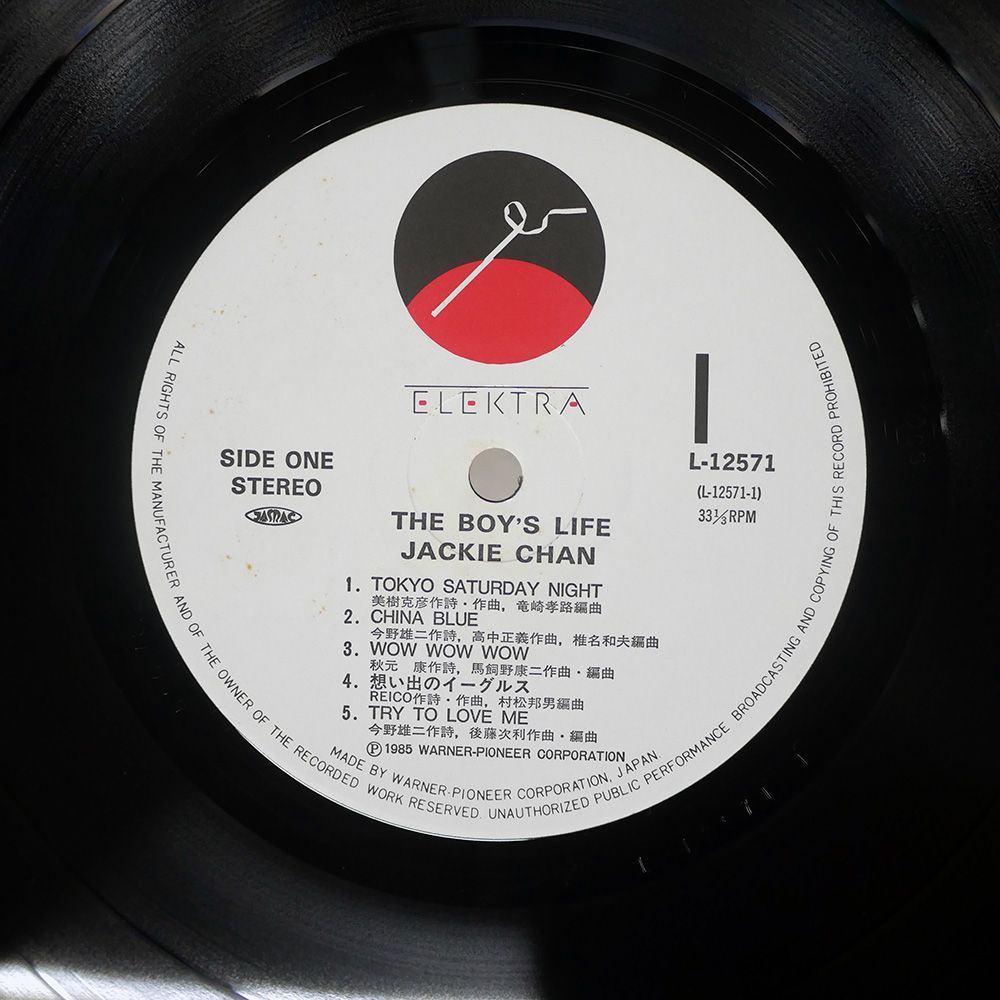 ELEKTRA
SIDE ONE
STEREO
JASRAC
L-12571
(L-12571-1)
33⅓RPM
THE BOY'S LIFE
JACKIE CHAN
1. TOKYO SATURDAY NIGHT
美樹克彦作詩・作曲, 竜崎孝路編曲
2. CHINA BLUE
今野雄二作詩, 高中正義作曲, 椎名和夫編曲
3. WOW WOW WOW
秋元 康作詩, 馬飼野康二作曲・編曲
4. 想い出のイーグルス
REICO作詩・作曲, 村松邦男編曲
5. TRY TO LOVE ME
今野雄二作詩, 後藤次利作曲・編曲
Ⓟ 1985 WARNER-PIONEER CORPORATION
MADE BY WARNER-PIONEER CORPORATION, JAPAN.
ALL RIGHTS OF THE MANUFACTURER AND OF THE OWNER OF THE RECORDED WORK RESERVED. UNAUTHORIZED PUBLIC PERFORMANCE BROADCASTING AND COPYING OF THIS RECORD PROHIBITED